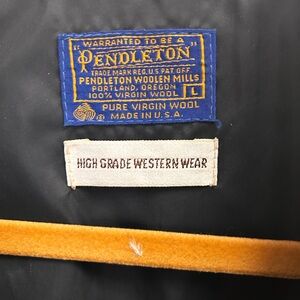 WARRANTED TO BE A
"PENDLETON"
TRADE MARK REG. U.S. PAT. OFF.
PENDLETON WOOLEN MILLS
PORTLAND, OREGON
100% VIRGIN WOOL
L
PURE VIRGIN WOOL
MADE IN U.S.A.
HIGH GRADE WESTERN WEAR